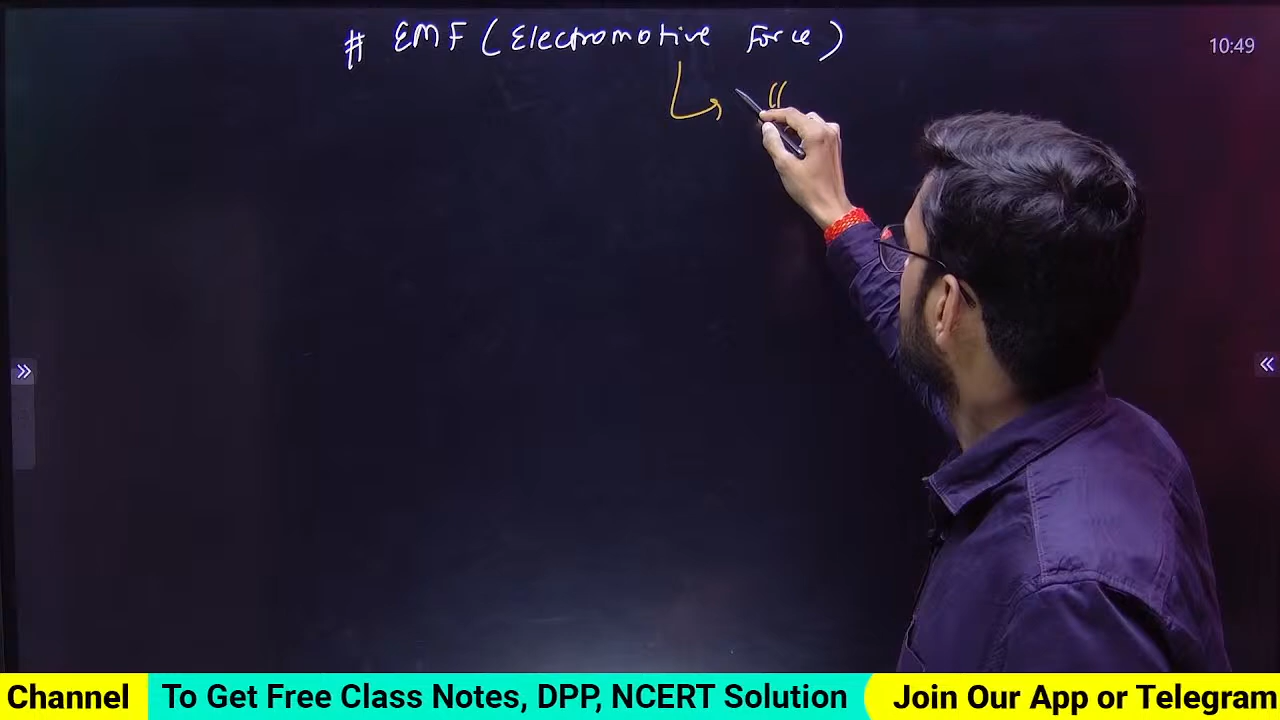 # EMF (Electromotive Force)
10:49
"
Channel
To Get Free Class Notes, DPP, NCERT Solution
Join Our App or Telegram